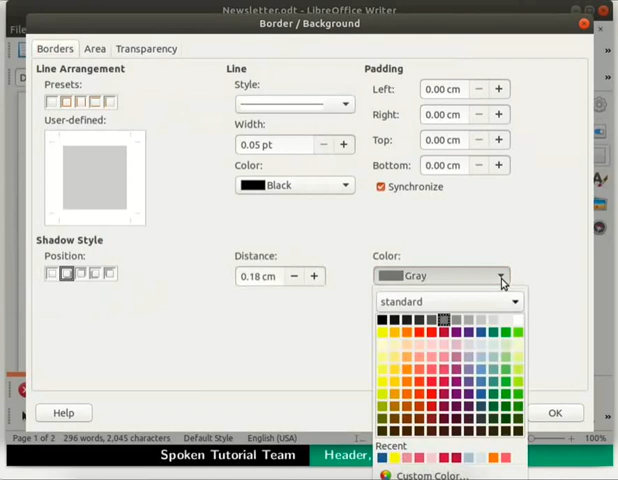 Newsletter.odt - LibreOffice Writer
Border / Background
File
Borders Area Transparency
Line Arrangement
Presets:
User-defined:
Line
Style:
Width:
0.05 pt
Color:
Black
Padding
Left: 0.00 cm
Right: 0.00 cm
Top: 0.00 cm
Bottom: 0.00 cm
Synchronize
Shadow Style
Position:
Distance:
0.18 cm
Color:
Gray
standard
Recent
Custom Color...
Help
OK
Page 1 of 2 296 words, 2,045 characters Default Style English (USA) 100%
Spoken Tutorial Team Header,